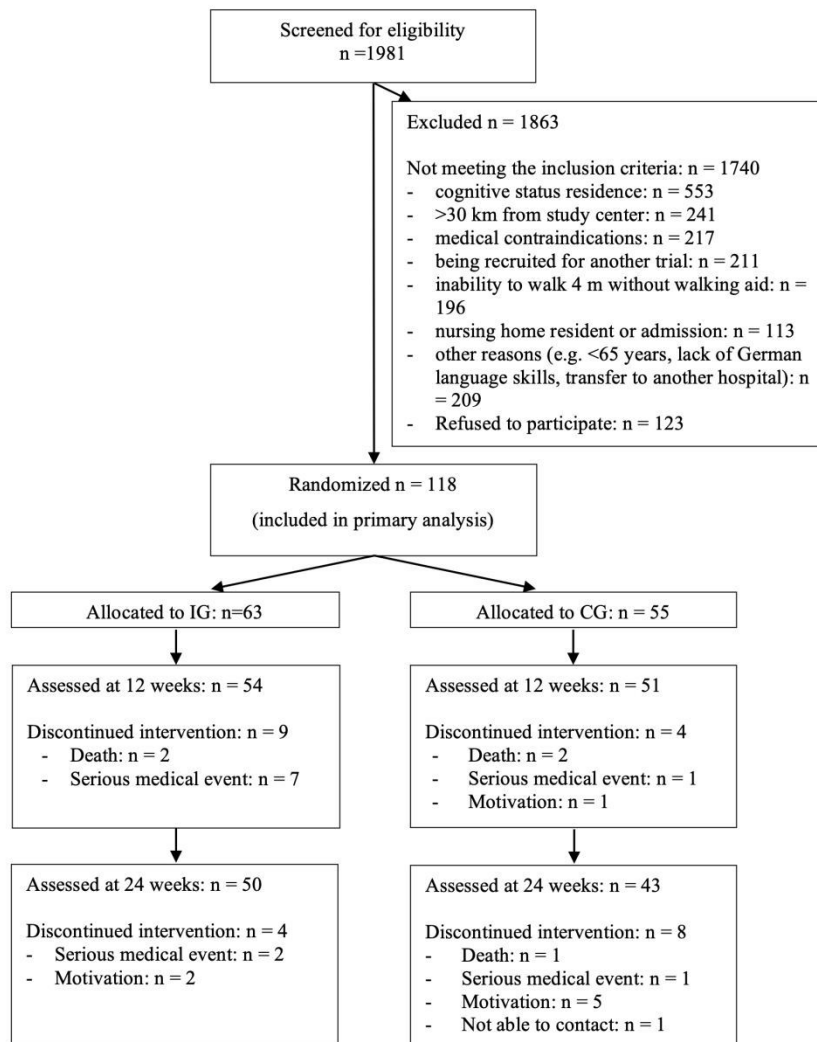 Screened for eligibility
n =1981
Excluded n = 1863
Not meeting the inclusion criteria: n = 1740
- cognitive status residence: n = 553
- >30 km from study center: n = 241
- medical contraindications: n = 217
- being recruited for another trial: n = 211
- inability to walk 4 m without walking aid: n =
196
- nursing home resident or admission: n = 113
- other reasons (e.g. <65 years, lack of German
language skills, transfer to another hospital): n
= 209
- Refused to participate: n = 123
Randomized n = 118
(included in primary analysis)
Allocated to IG: n=63
Allocated to CG: n = 55
Assessed at 12 weeks: n = 54
Discontinued intervention: n = 9
- Death: n = 2
- Serious medical event: n = 7
Assessed at 12 weeks: n = 51
Discontinued intervention: n = 4
- Death: n = 2
- Serious medical event: n = 1
- Motivation: n = 1
Assessed at 24 weeks: n = 50
Discontinued intervention: n = 4
- Serious medical event: n = 2
- Motivation: n = 2
Assessed at 24 weeks: n = 43
Discontinued intervention: n = 8
- Death: n = 1
- Serious medical event: n = 1
- Motivation: n = 5
- Not able to contact: n = 1